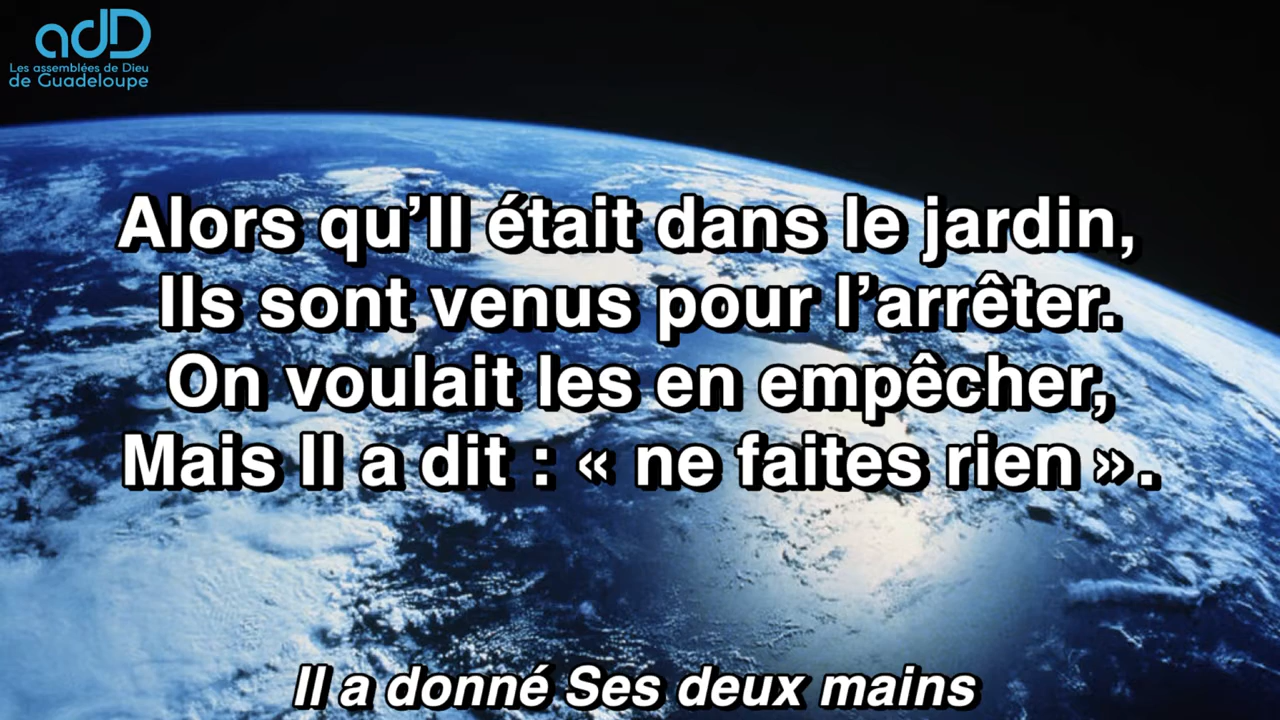 adD
Les assemblées de Dieu
de Guadeloupe
Alors qu’Il était dans le jardin,
Ils sont venus pour l’arrêter.
On voulait les en empêcher,
Mais Il a dit : « ne faites rien ».
Il a donné Ses deux mains